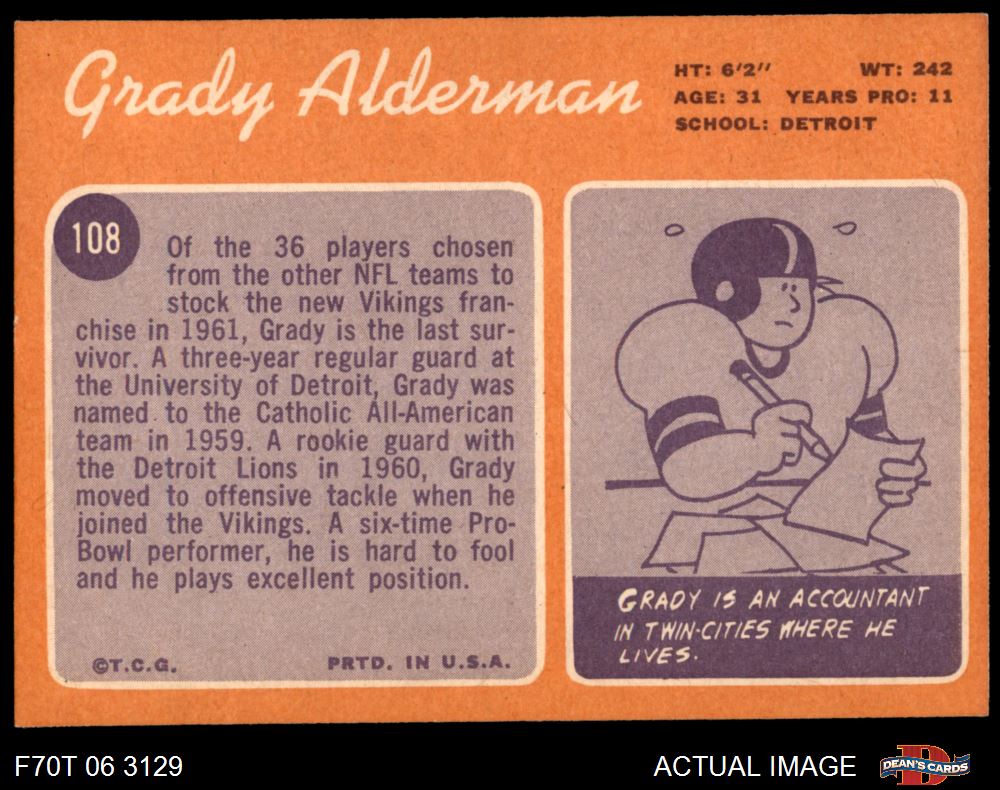 Grady Alderman
HT: 6'2" WT: 242
AGE: 31 YEARS PRO: 11
SCHOOL: DETROIT
108
Of the 36 players chosen
from the other NFL teams to
stock the new Vikings fran-
chise in 1961, Grady is the last sur-
vivor. A three-year regular guard at
the University of Detroit, Grady was
named to the Catholic All-American
team in 1959. A rookie guard with
the Detroit Lions in 1960, Grady
moved to offensive tackle when he
joined the Vikings. A six-time Pro-
Bowl performer, he is hard to fool
and he plays excellent position.
©T.C.G. PRTD. IN U.S.A.
GRADY IS AN ACCOUNTANT
IN TWIN-CITIES WHERE HE
LIVES.
F70T 06 3129
ACTUAL IMAGE
D
DEAN'S CARDS